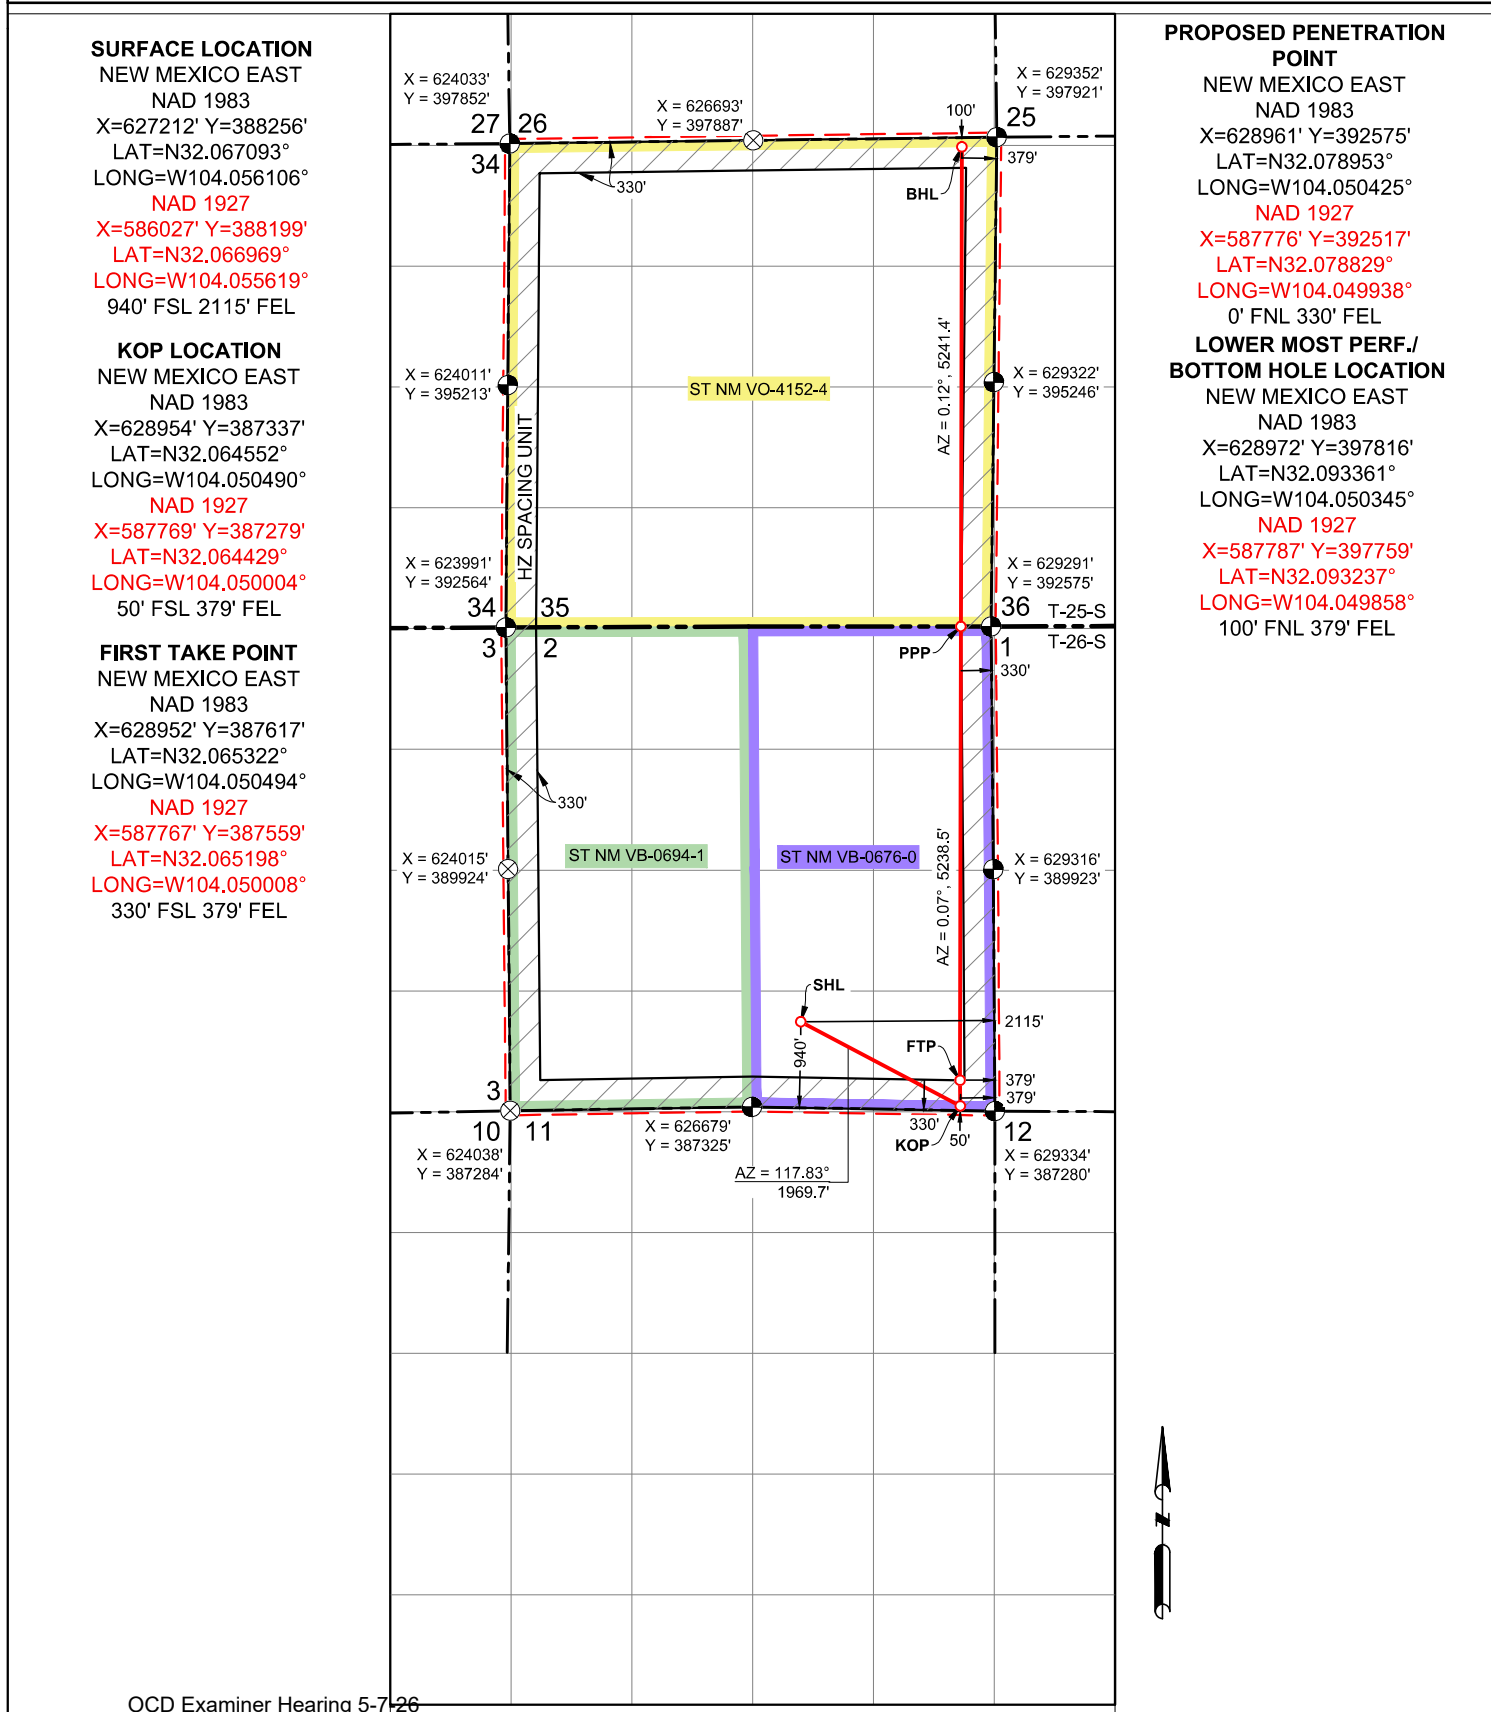 SURFACE LOCATION
NEW MEXICO EAST
NAD 1983
X=627212' Y=388256'
LAT=N32.067093°
LONG=W104.056106°
NAD 1927
X=586027' Y=388199'
LAT=N32.066969°
LONG=W104.055619°
940' FSL 2115' FEL
KOP LOCATION
NEW MEXICO EAST
NAD 1983
X=628954' Y=387337'
LAT=N32.064552°
LONG=W104.050490°
NAD 1927
X=587769' Y=387279'
LAT=N32.064429°
LONG=W104.050004°
50' FSL 379' FEL
FIRST TAKE POINT
NEW MEXICO EAST
NAD 1983
X=628952' Y=387617'
LAT=N32.065322°
LONG=W104.050494°
NAD 1927
X=587767' Y=387559'
LAT=N32.065198°
LONG=W104.050008°
330' FSL 379' FEL
X = 624033'
Y = 397852'
X = 626693'
Y = 397887'
X = 629352'
Y = 397921'
100'
27 26
25
34
379'
330'
BHL
X = 624011'
Y = 395213'
ST NM VO-4152-4
AZ = 0.12°, 5241.4'
X = 629322'
Y = 395246'
HZ SPACING UNIT
X = 623991'
Y = 392564'
X = 629291'
Y = 392575'
34 35
36 T-25-S
3 2
1 T-26-S
PPP
330'
330'
X = 624015'
Y = 389924'
ST NM VB-0694-1
ST NM VB-0676-0
AZ = 0.07°, 5238.5'
X = 629316'
Y = 389923'
SHL
2115'
940'
FTP
379'
379'
3
10 11
330'
KOP
50'
12
X = 624038'
Y = 387284'
X = 626679'
Y = 387325'
X = 629334'
Y = 387280'
AZ = 117.83°
1969.7'
PROPOSED PENETRATION
POINT
NEW MEXICO EAST
NAD 1983
X=628961' Y=392575'
LAT=N32.078953°
LONG=W104.050425°
NAD 1927
X=587776' Y=392517'
LAT=N32.078829°
LONG=W104.049938°
0' FNL 330' FEL
LOWER MOST PERF./
BOTTOM HOLE LOCATION
NEW MEXICO EAST
NAD 1983
X=628972' Y=397816'
LAT=N32.093361°
LONG=W104.050345°
NAD 1927
X=587787' Y=397759'
LAT=N32.093237°
LONG=W104.049858°
100' FNL 379' FEL
N
OCD Examiner Hearing 5-7-26